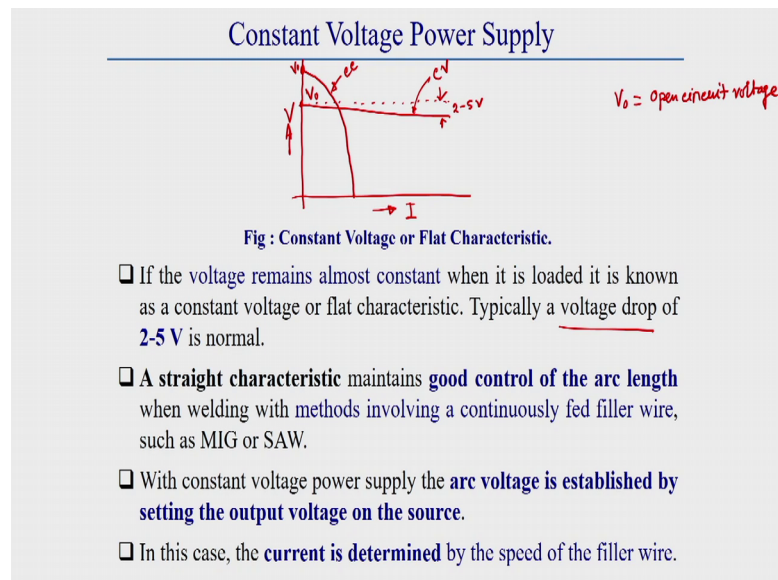 Constant Voltage Power Supply
V₀
cc
V₀
CV
2-5V
V
I
V₀ = open circuit voltage
Fig : Constant Voltage or Flat Characteristic.
❑ If the voltage remains almost constant when it is loaded it is known
as a constant voltage or flat characteristic. Typically a voltage drop of
2-5 V is normal.
❑ A straight characteristic maintains good control of the arc length
when welding with methods involving a continuously fed filler wire,
such as MIG or SAW.
❑ With constant voltage power supply the arc voltage is established by
setting the output voltage on the source.
❑ In this case, the current is determined by the speed of the filler wire.